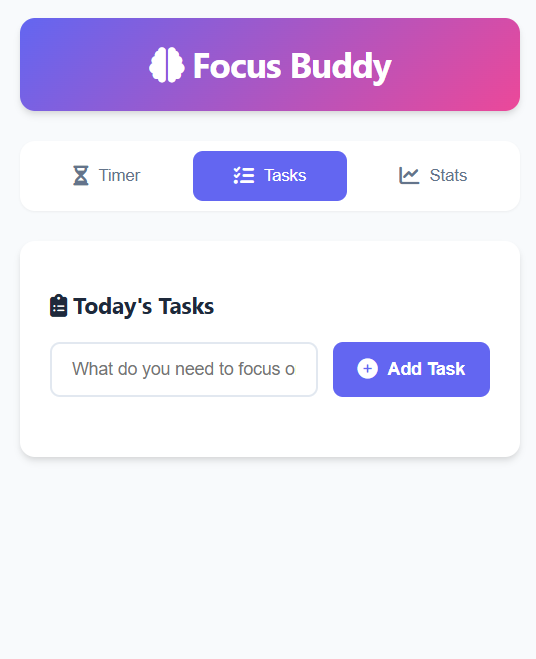 Focus Buddy
Timer
Tasks
Stats
Today's Tasks
What do you need to focus o
Add Task